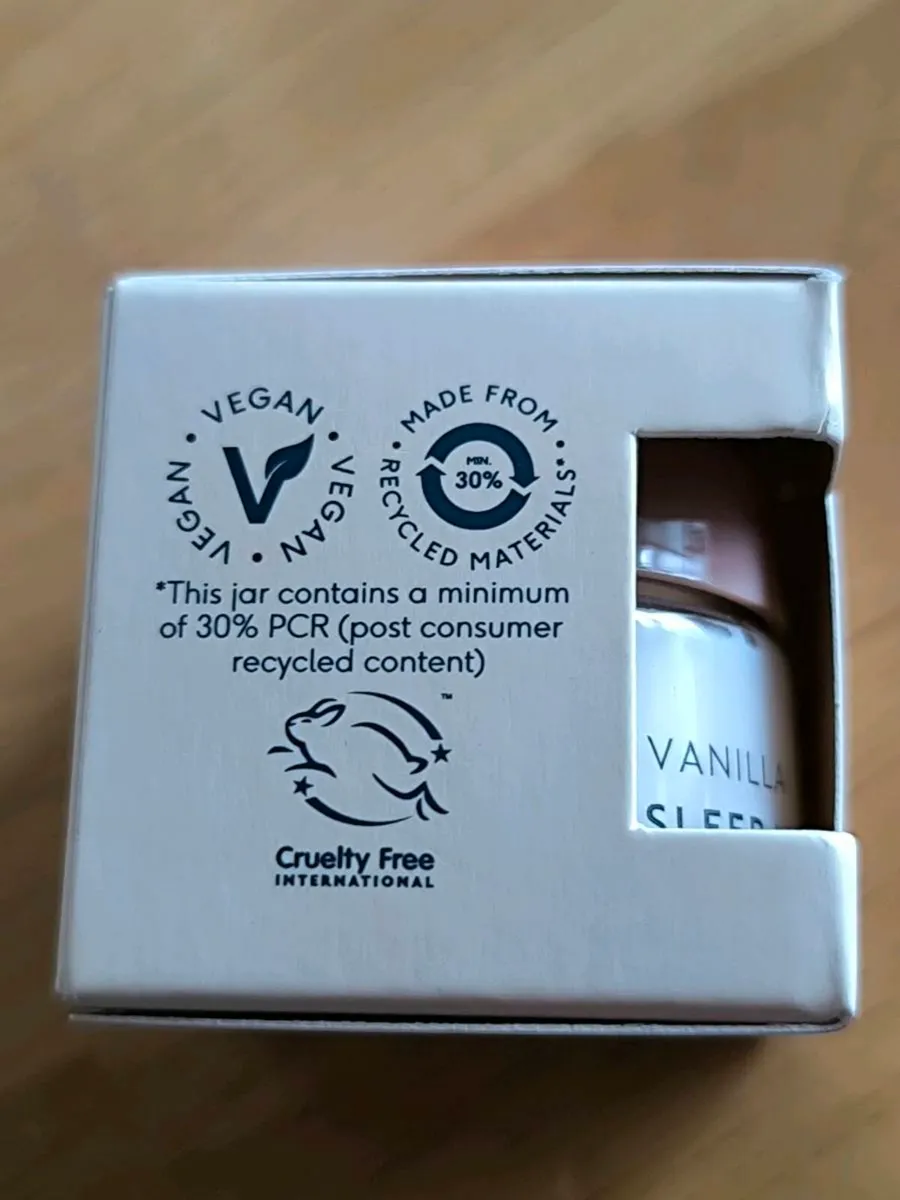 • VEGAN • VEGAN • VEGAN
• MADE FROM • RECYCLED MATERIALS*
MIN.
30%
*This jar contains a minimum
of 30% PCR (post consumer
recycled content)
™
Cruelty Free
INTERNATIONAL
VANILLA